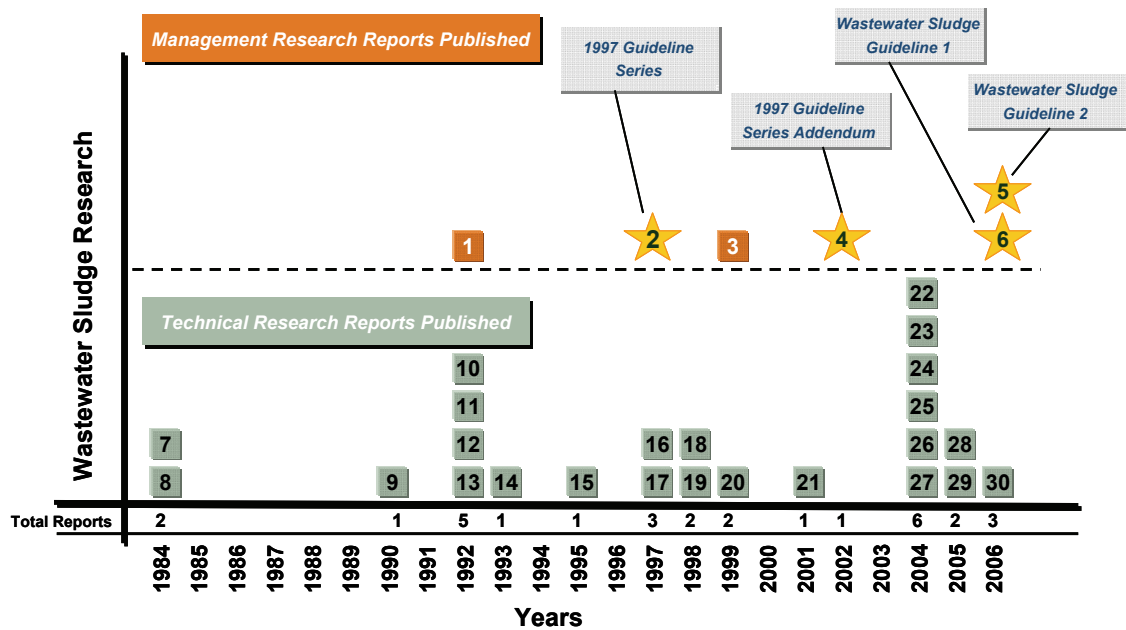 Management Research Reports Published
1997 Guideline
Series
Wastewater Sludge
Guideline 1
Wastewater Sludge
Guideline 2
1997 Guideline
Series Addendum
Wastewater Sludge Research
5
1
2
3
4
6
Technical Research Reports Published
22
23
10
24
11
25
7
12
16
18
26
28
8
9
13
14
15
17
19
20
21
27
29
30
Total Reports 2 1 5 1 1 3 2 2 1 1 6 2 3
1984 1985 1986 1987 1988 1989 1990 1991 1992 1993 1994 1995 1996 1997 1998 1999 2000 2001 2002 2003 2004 2005 2006
Years